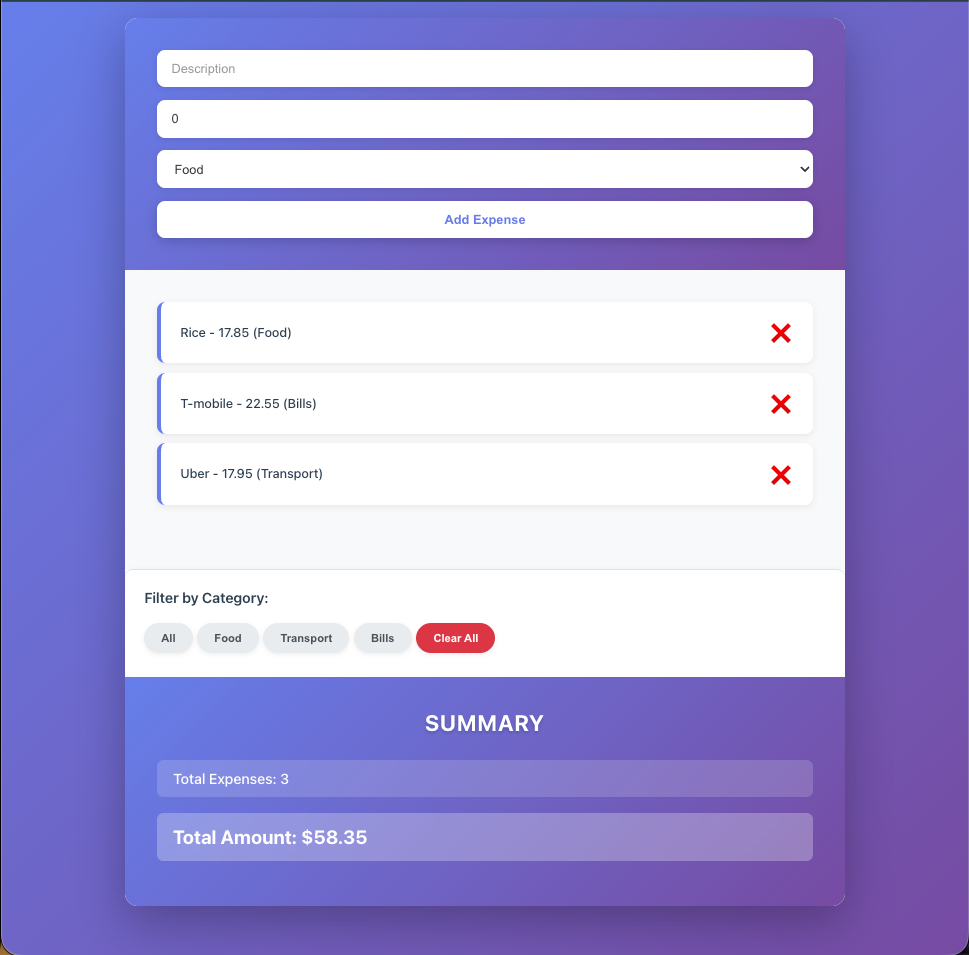 Description
0
Food
Add Expense
Rice - 17.85 (Food)
T-mobile - 22.55 (Bills)
Uber - 17.95 (Transport)
Filter by Category:
All Food Transport Bills Clear All
SUMMARY
Total Expenses: 3
Total Amount: $58.35